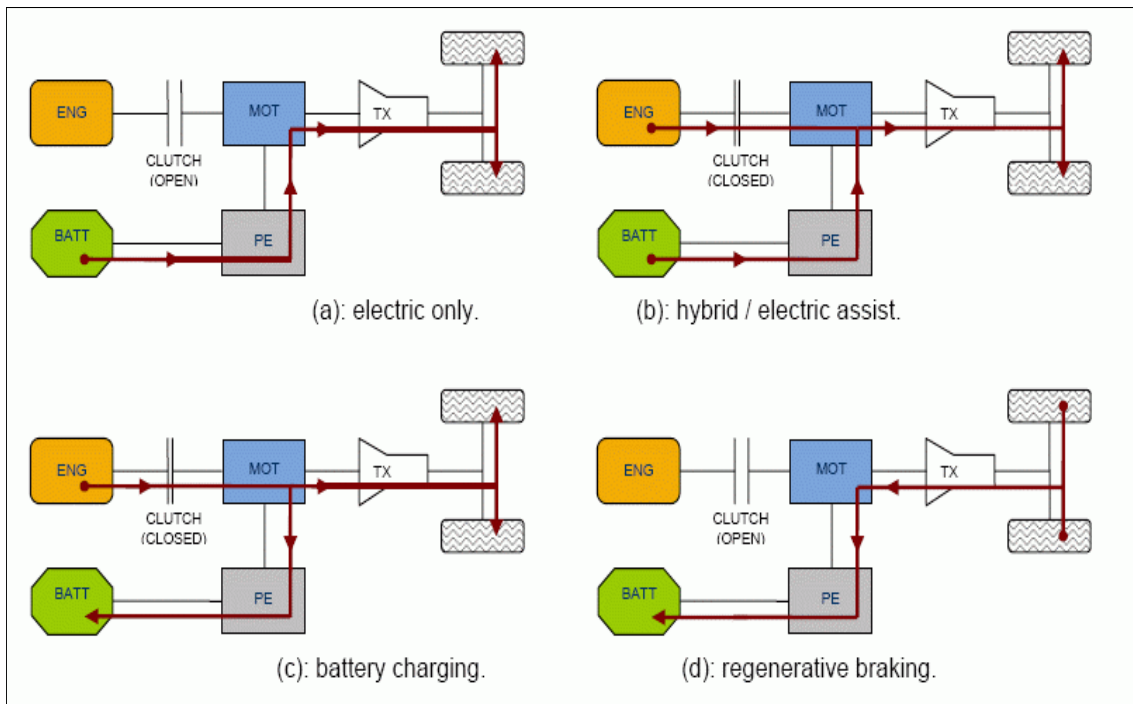 ENG
MOT
TX
CLUTCH
(OPEN)
BATT
PE
(a): electric only.
ENG
MOT
TX
CLUTCH
(CLOSED)
BATT
PE
(b): hybrid / electric assist.
ENG
MOT
TX
CLUTCH
(CLOSED)
BATT
PE
(c): battery charging.
ENG
MOT
TX
CLUTCH
(OPEN)
BATT
PE
(d): regenerative braking.